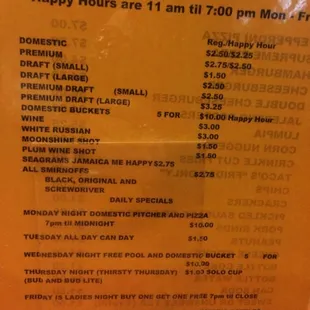 Happy Hours are 11 am til 7:00 pm Mon - Fr
Reg./Happy Hour
DOMESTIC $2.50/$2.25
PREMIUM $2.75/$2.50
DRAFT (SMALL) $1.50
DRAFT (LARGE) $2.50
PREMIUM DRAFT (SMALL) $2.50
PREMIUM DRAFT (LARGE) $3.25
DOMESTIC BUCKETS 5 FOR $10.00 Happy Hour
WINE $3.00
WHITE RUSSIAN $3.00
MOONSHINE SHOT $1.50
PLUM WINE SHOT $1.50
SEAGRAMS JAMAICA ME HAPPY $2.75
ALL SMIRNOFFS $2.75
BLACK, ORIGINAL AND
SCREWDRIVER
DAILY SPECIALS
MONDAY NIGHT DOMESTIC PITCHER AND PIZZA
7pm til MIDNIGHT $10.00
TUESDAY ALL DAY CAN DAY $1.50
WEDNESDAY NIGHT FREE POOL AND DOMESTIC BUCKET 5 FOR
$10.00
THURSDAY NIGHT (THIRSTY THURSDAY) $1.00 SOLO CUP
(BUD AND BUD LITE)
FRIDAY IS LADIES NIGHT BUY ONE GET ONE FREE 7pm til CLOSE